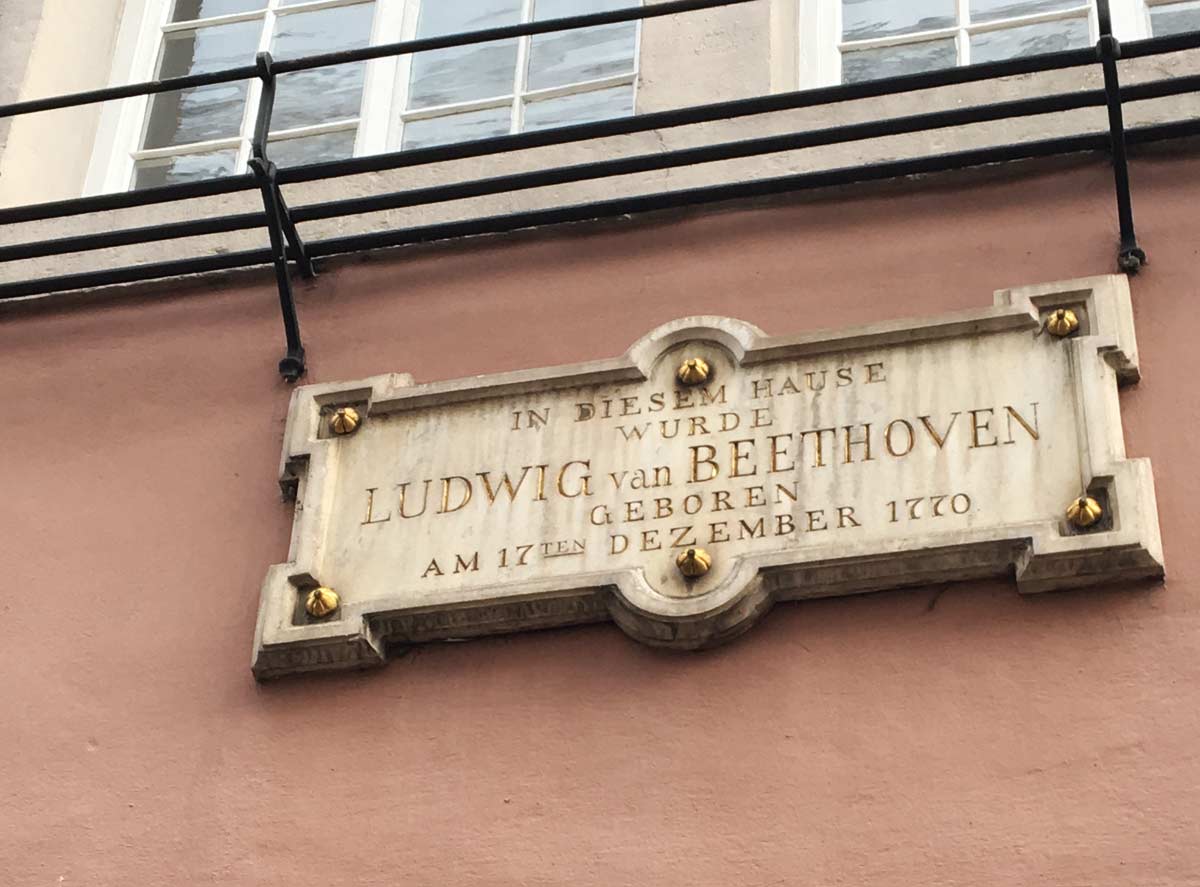 IN DIESEM HAUSE
WURDE
LUDWIG van BEETHOVEN
GEBOREN
AM 17TEN DEZEMBER 1770.